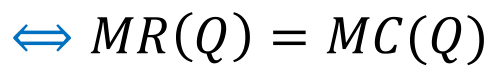 ⟺ MR(Q) = MC(Q)